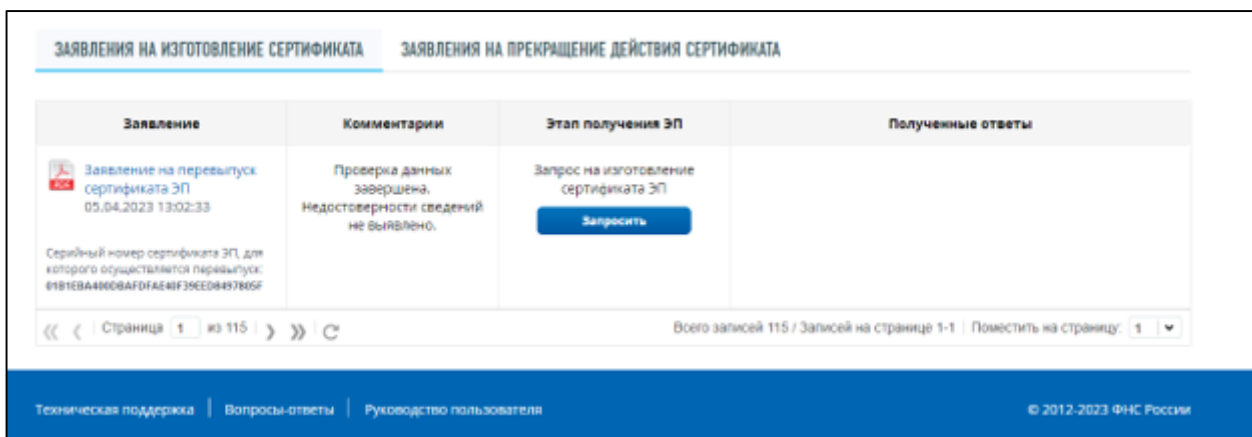 ЗАЯВЛЕНИЯ НА ИЗГОТОВЛЕНИЕ СЕРТИФИКАТА ЗАЯВЛЕНИЯ НА ПРЕКРАЩЕНИЕ ДЕЙСТВИЯ СЕРТИФИКАТА
Заявление Комментарии Этап получения ЭП Полученные ответы
PDF
Заявление на перевыпуск
сертификата ЭП
05.04.2023 13:02:33
Серийный номер сертификата ЭП, для
которого осуществляется перевыпуск:
Проверка данных
завершена.
Недостоверности сведений
не выявлено.
Запрос на изготовление
сертификата ЭП
Запросить
Страница 1 из 115
Всего записей 115 / Записей на странице 1-1 Поместить на страницу: 1
Техническая поддержка Вопросы-ответы Руководство пользователя © 2012-2023 ФНС России